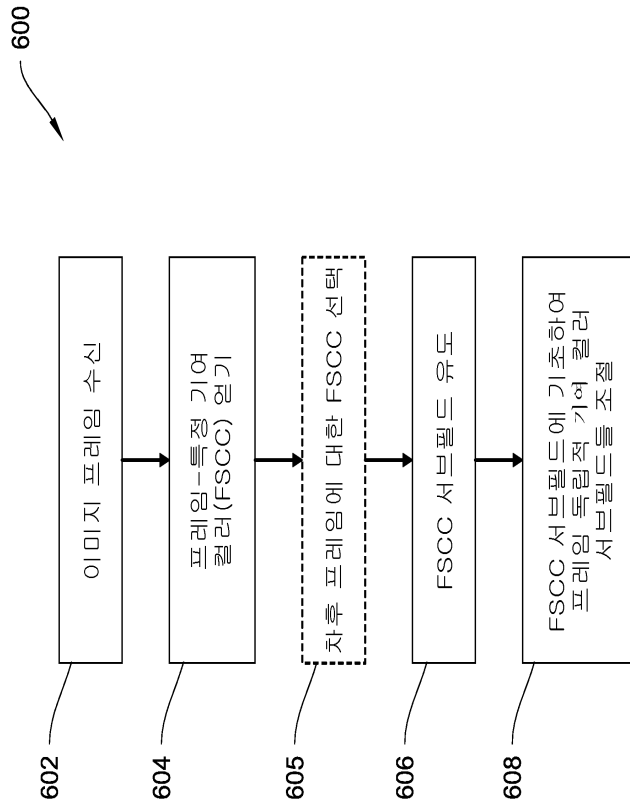 600
602
이미지 프레임 수신
604
프레임-특정 기여
컬러(FSCC) 얻기
605
차후 프레임에 대한 FSCC 선택
606
FSCC 서브필드 유도
608
FSCC 서브필드에 기초하여
프레임 독립적 기여 컬러
서브필드들 조절